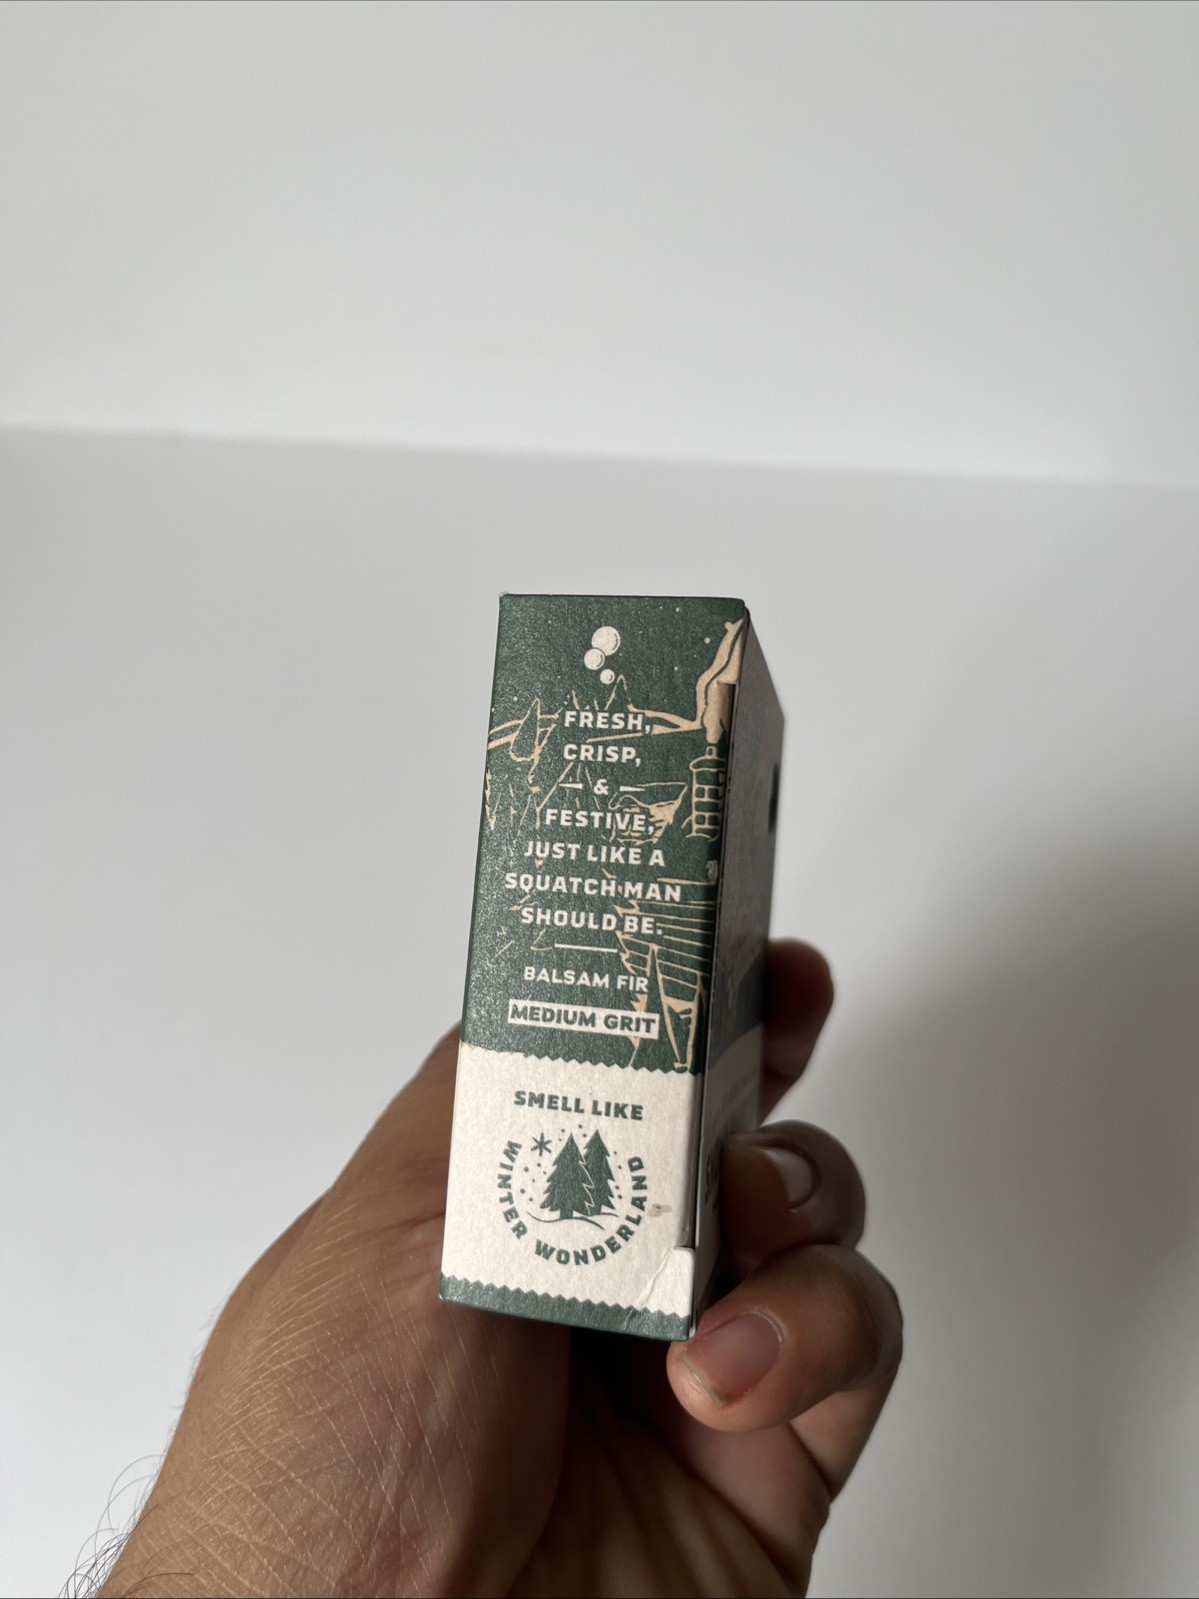 FRESH,
CRISP,
&
FESTIVE,
JUST LIKE A
SQUATCH MAN
SHOULD BE.
BALSAM FIR
MEDIUM GRIT
SMELL LIKE
WINTER WONDERLAND